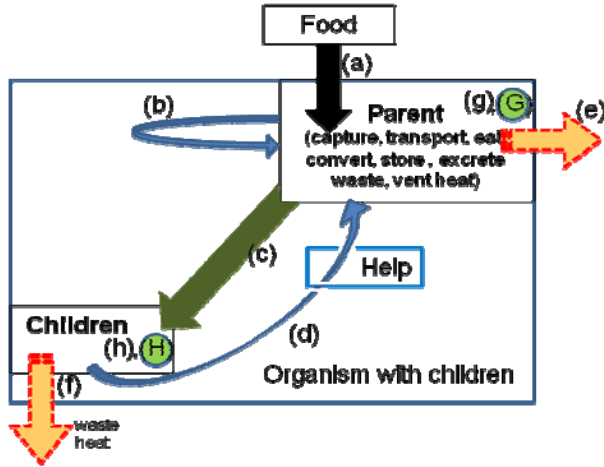 Food
(a)
(b)
(g) G
(e)
Parent
(capture, transport, eat,
convert, store, excrete
waste, vent heat)
(c)
Help
Children
(h), H
(d)
(f)
Organism with children
waste
heat